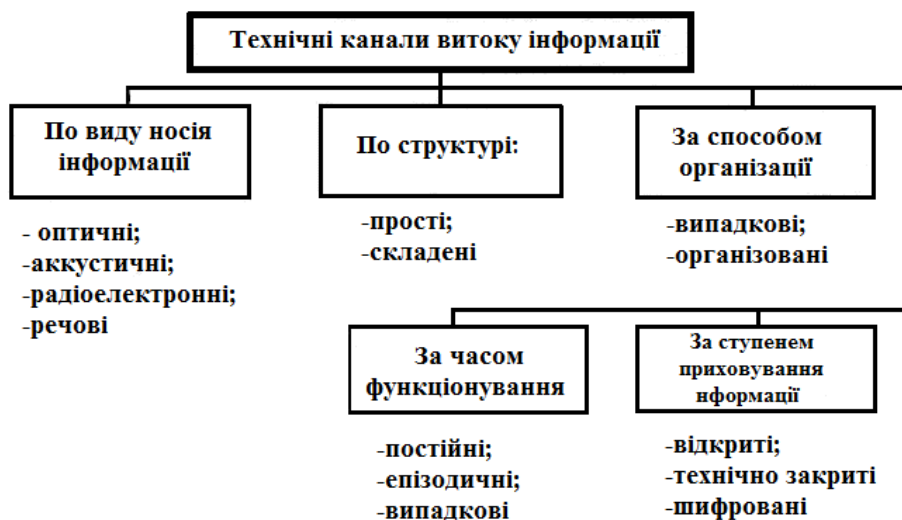 Технічні канали витоку інформації
По виду носія
інформації
- оптичні;
-аккустичні;
-радіоелектронні;
-речові
По структурі:
-прості;
-складені
За способом
організації
-випадкові;
-організовані
За часом
функціонування
-постійні;
-епізодичні;
-випадкові
За ступенем
приховування
нформації
-відкриті;
-технічно закриті
-шифровані